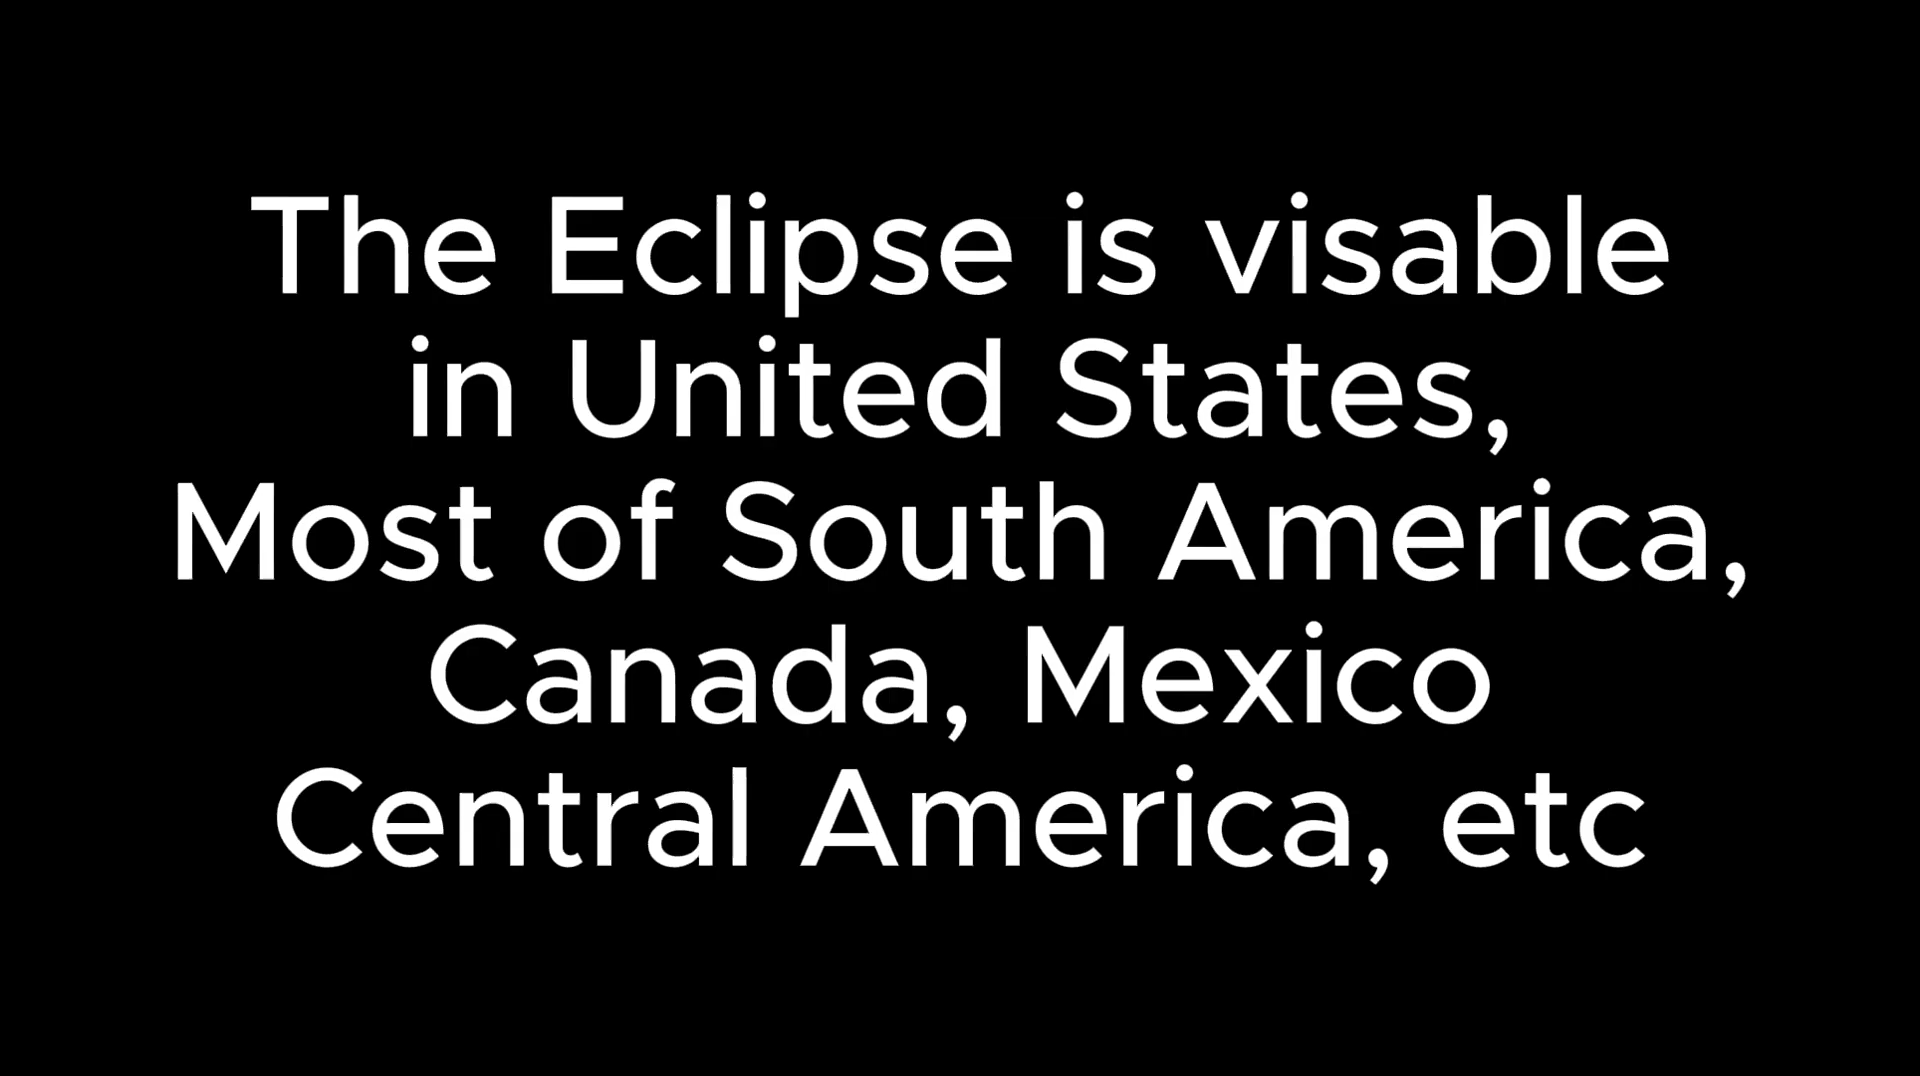 The Eclipse is visable
in United States,
Most of South America,
Canada, Mexico
Central America, etc